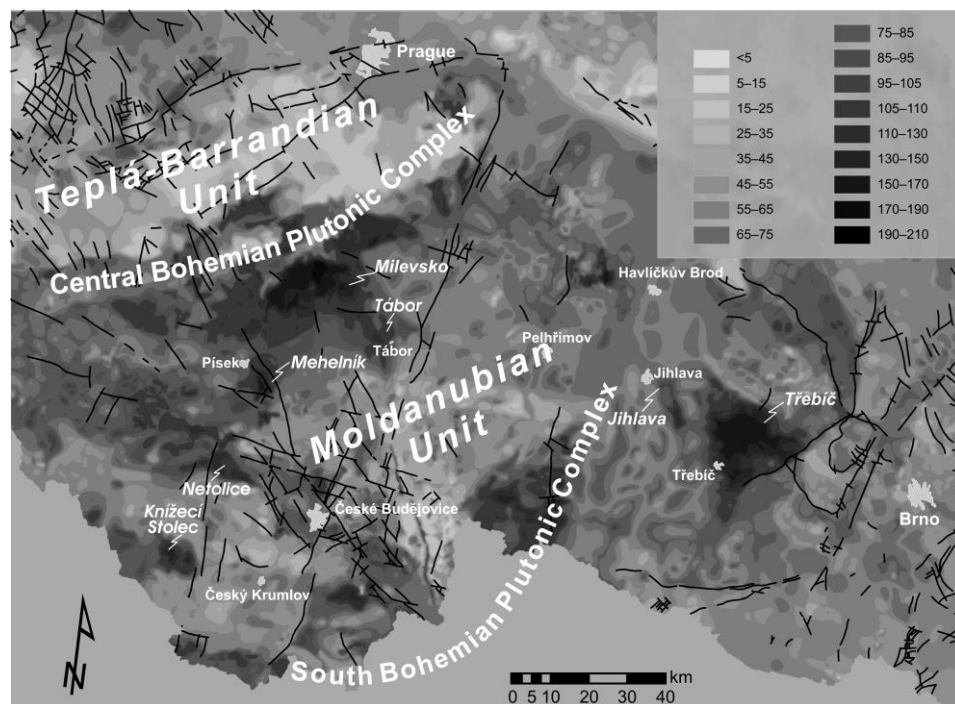 Prague
<5
5–15
15–25
25–35
35–45
45–55
55–65
65–75
75–85
85–95
95–105
105–110
110–130
130–150
150–170
170–190
190–210
Teplá-Barrandian
Unit
Central Bohemian Plutonic Complex
Milevsko
Havlíčkův Brod
Tábor
Tábor
Pelhřimov
Písek
Mehelník
Jihlava
Jihlava
Třebíč
Moldanubian
Unit
Třebíč
Netolice
Knížecí
Stolec
České Budějovice
Brno
Český Krumlov
South Bohemian Plutonic Complex
N
km
0 5 10 20 30 40